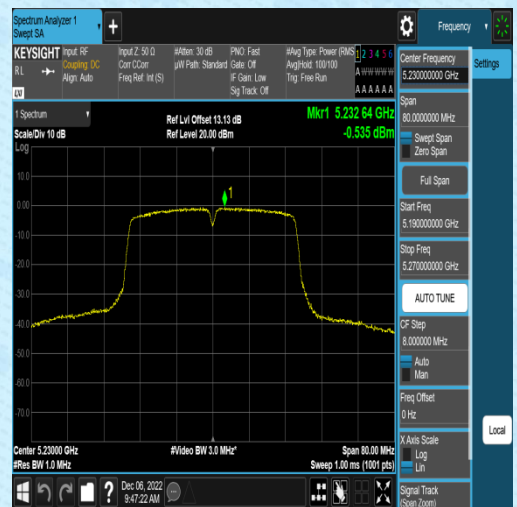 Spectrum Analyzer 1
Swept SA
+
Frequency
KEYSIGHT
Input: RF
Coupling: DC
Align: Auto
Input Z: 50 Ω
Corr CCorr
Freq Ref: Int (S)
#Atten: 30 dB
µW Path: Standard
PNO: Fast
Gate: Off
IF Gain: Low
Sig Track: Off
#Avg Type: Power (RMS
Avg|Hold: 100/100
Trig: Free Run
1 2 3 4 5 6
A W W W W W
A A A A A A
R L
LXI
1 Spectrum
Scale/Div 10 dB
Ref Lvl Offset 13.13 dB
Ref Level 20.00 dBm
Mkr1 5.232 64 GHz
-0.535 dBm
Log
10.0
0.00
-10.0
-20.0
-30.0
-40.0
-50.0
-60.0
-70.0
1
Center 5.23000 GHz
#Res BW 1.0 MHz
#Video BW 3.0 MHz*
Span 80.00 MHz
Sweep 1.00 ms (1001 pts)
Center Frequency
5.230000000 GHz
Settings
Span
80.0000000 MHz
Swept Span
Zero Span
Full Span
Start Freq
5.190000000 GHz
Stop Freq
5.270000000 GHz
AUTO TUNE
CF Step
8.000000 MHz
Auto
Man
Freq Offset
0 Hz
X Axis Scale
Log
Lin
Local
Signal Track
(Span Zoom)
?
Dec 06, 2022
9:47:22 AM